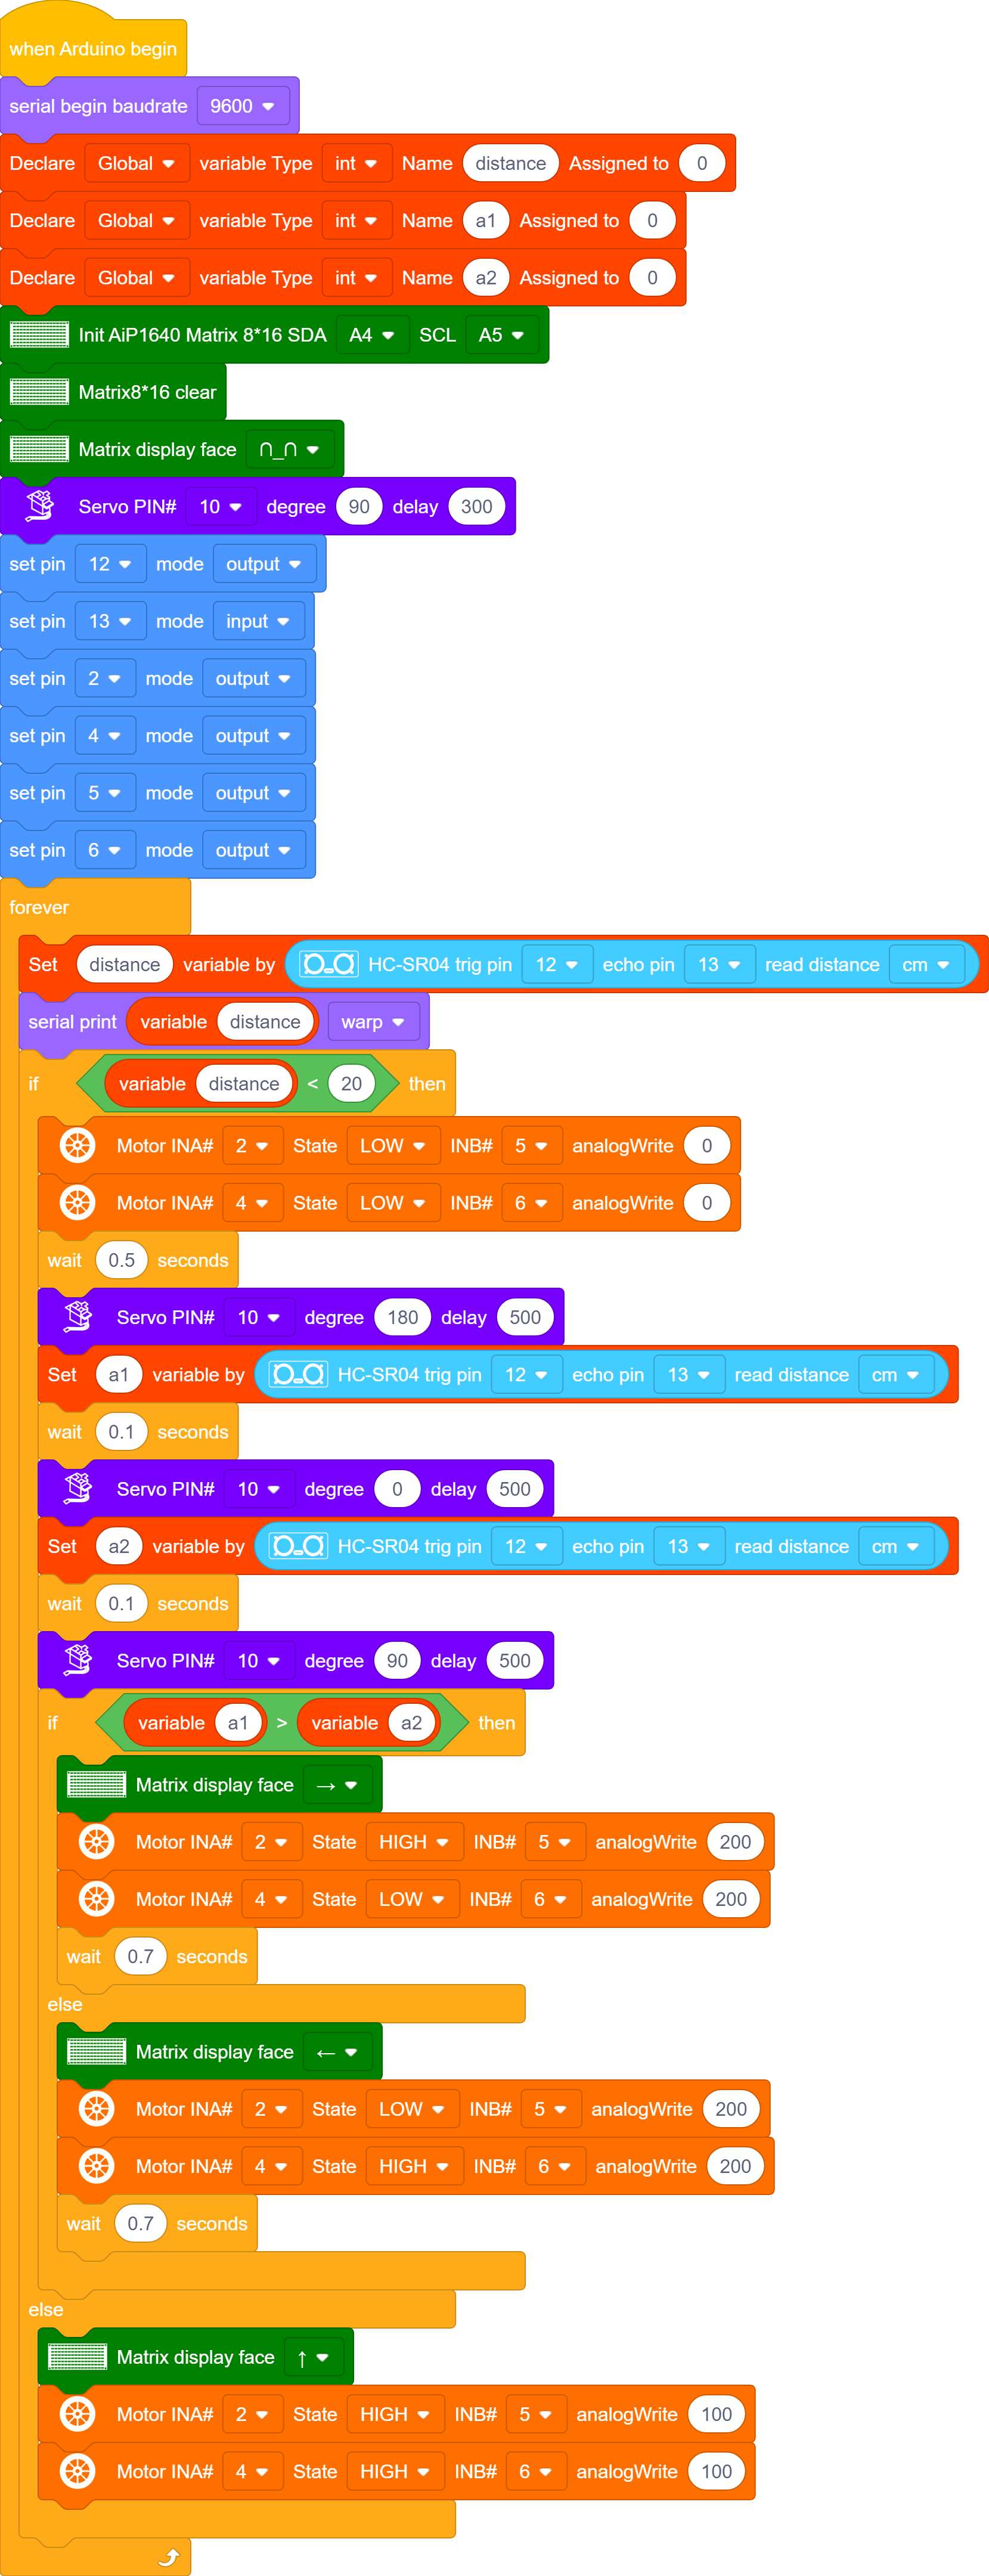 when Arduino begin
serial begin baudrate 9600
Declare Global variable Type int Name distance Assigned to 0
Declare Global variable Type int Name a1 Assigned to 0
Declare Global variable Type int Name a2 Assigned to 0
Init AiP1640 Matrix 8*16 SDA A4 SCL A5
Matrix8*16 clear
Matrix display face ∩_∩
Servo PIN# 10 degree 90 delay 300
set pin 12 mode output
set pin 13 mode input
set pin 2 mode output
set pin 4 mode output
set pin 5 mode output
set pin 6 mode output
forever
Set distance variable by HC-SR04 trig pin 12 echo pin 13 read distance cm
serial print variable distance warp
if variable distance < 20 then
Motor INA# 2 State LOW INB# 5 analogWrite 0
Motor INA# 4 State LOW INB# 6 analogWrite 0
wait 0.5 seconds
Servo PIN# 10 degree 180 delay 500
Set a1 variable by HC-SR04 trig pin 12 echo pin 13 read distance cm
wait 0.1 seconds
Servo PIN# 10 degree 0 delay 500
Set a2 variable by HC-SR04 trig pin 12 echo pin 13 read distance cm
wait 0.1 seconds
Servo PIN# 10 degree 90 delay 500
if variable a1 > variable a2 then
Matrix display face →
Motor INA# 2 State HIGH INB# 5 analogWrite 200
Motor INA# 4 State LOW INB# 6 analogWrite 200
wait 0.7 seconds
else
Matrix display face ←
Motor INA# 2 State LOW INB# 5 analogWrite 200
Motor INA# 4 State HIGH INB# 6 analogWrite 200
wait 0.7 seconds
else
Matrix display face ↑
Motor INA# 2 State HIGH INB# 5 analogWrite 100
Motor INA# 4 State HIGH INB# 6 analogWrite 100